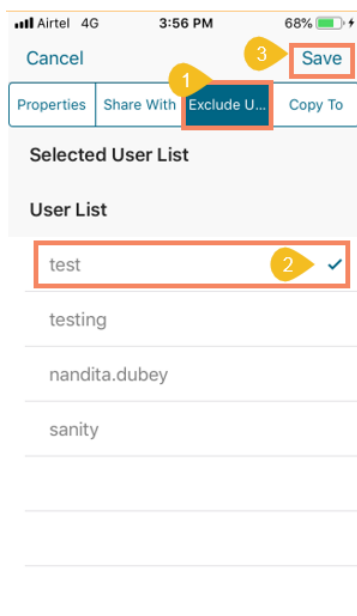 Airtel 4G 3:56 PM 68%
Cancel 3 Save
1
Properties Share With Exclude U... Copy To
Selected User List
User List
test 2
testing
nandita.dubey
sanity